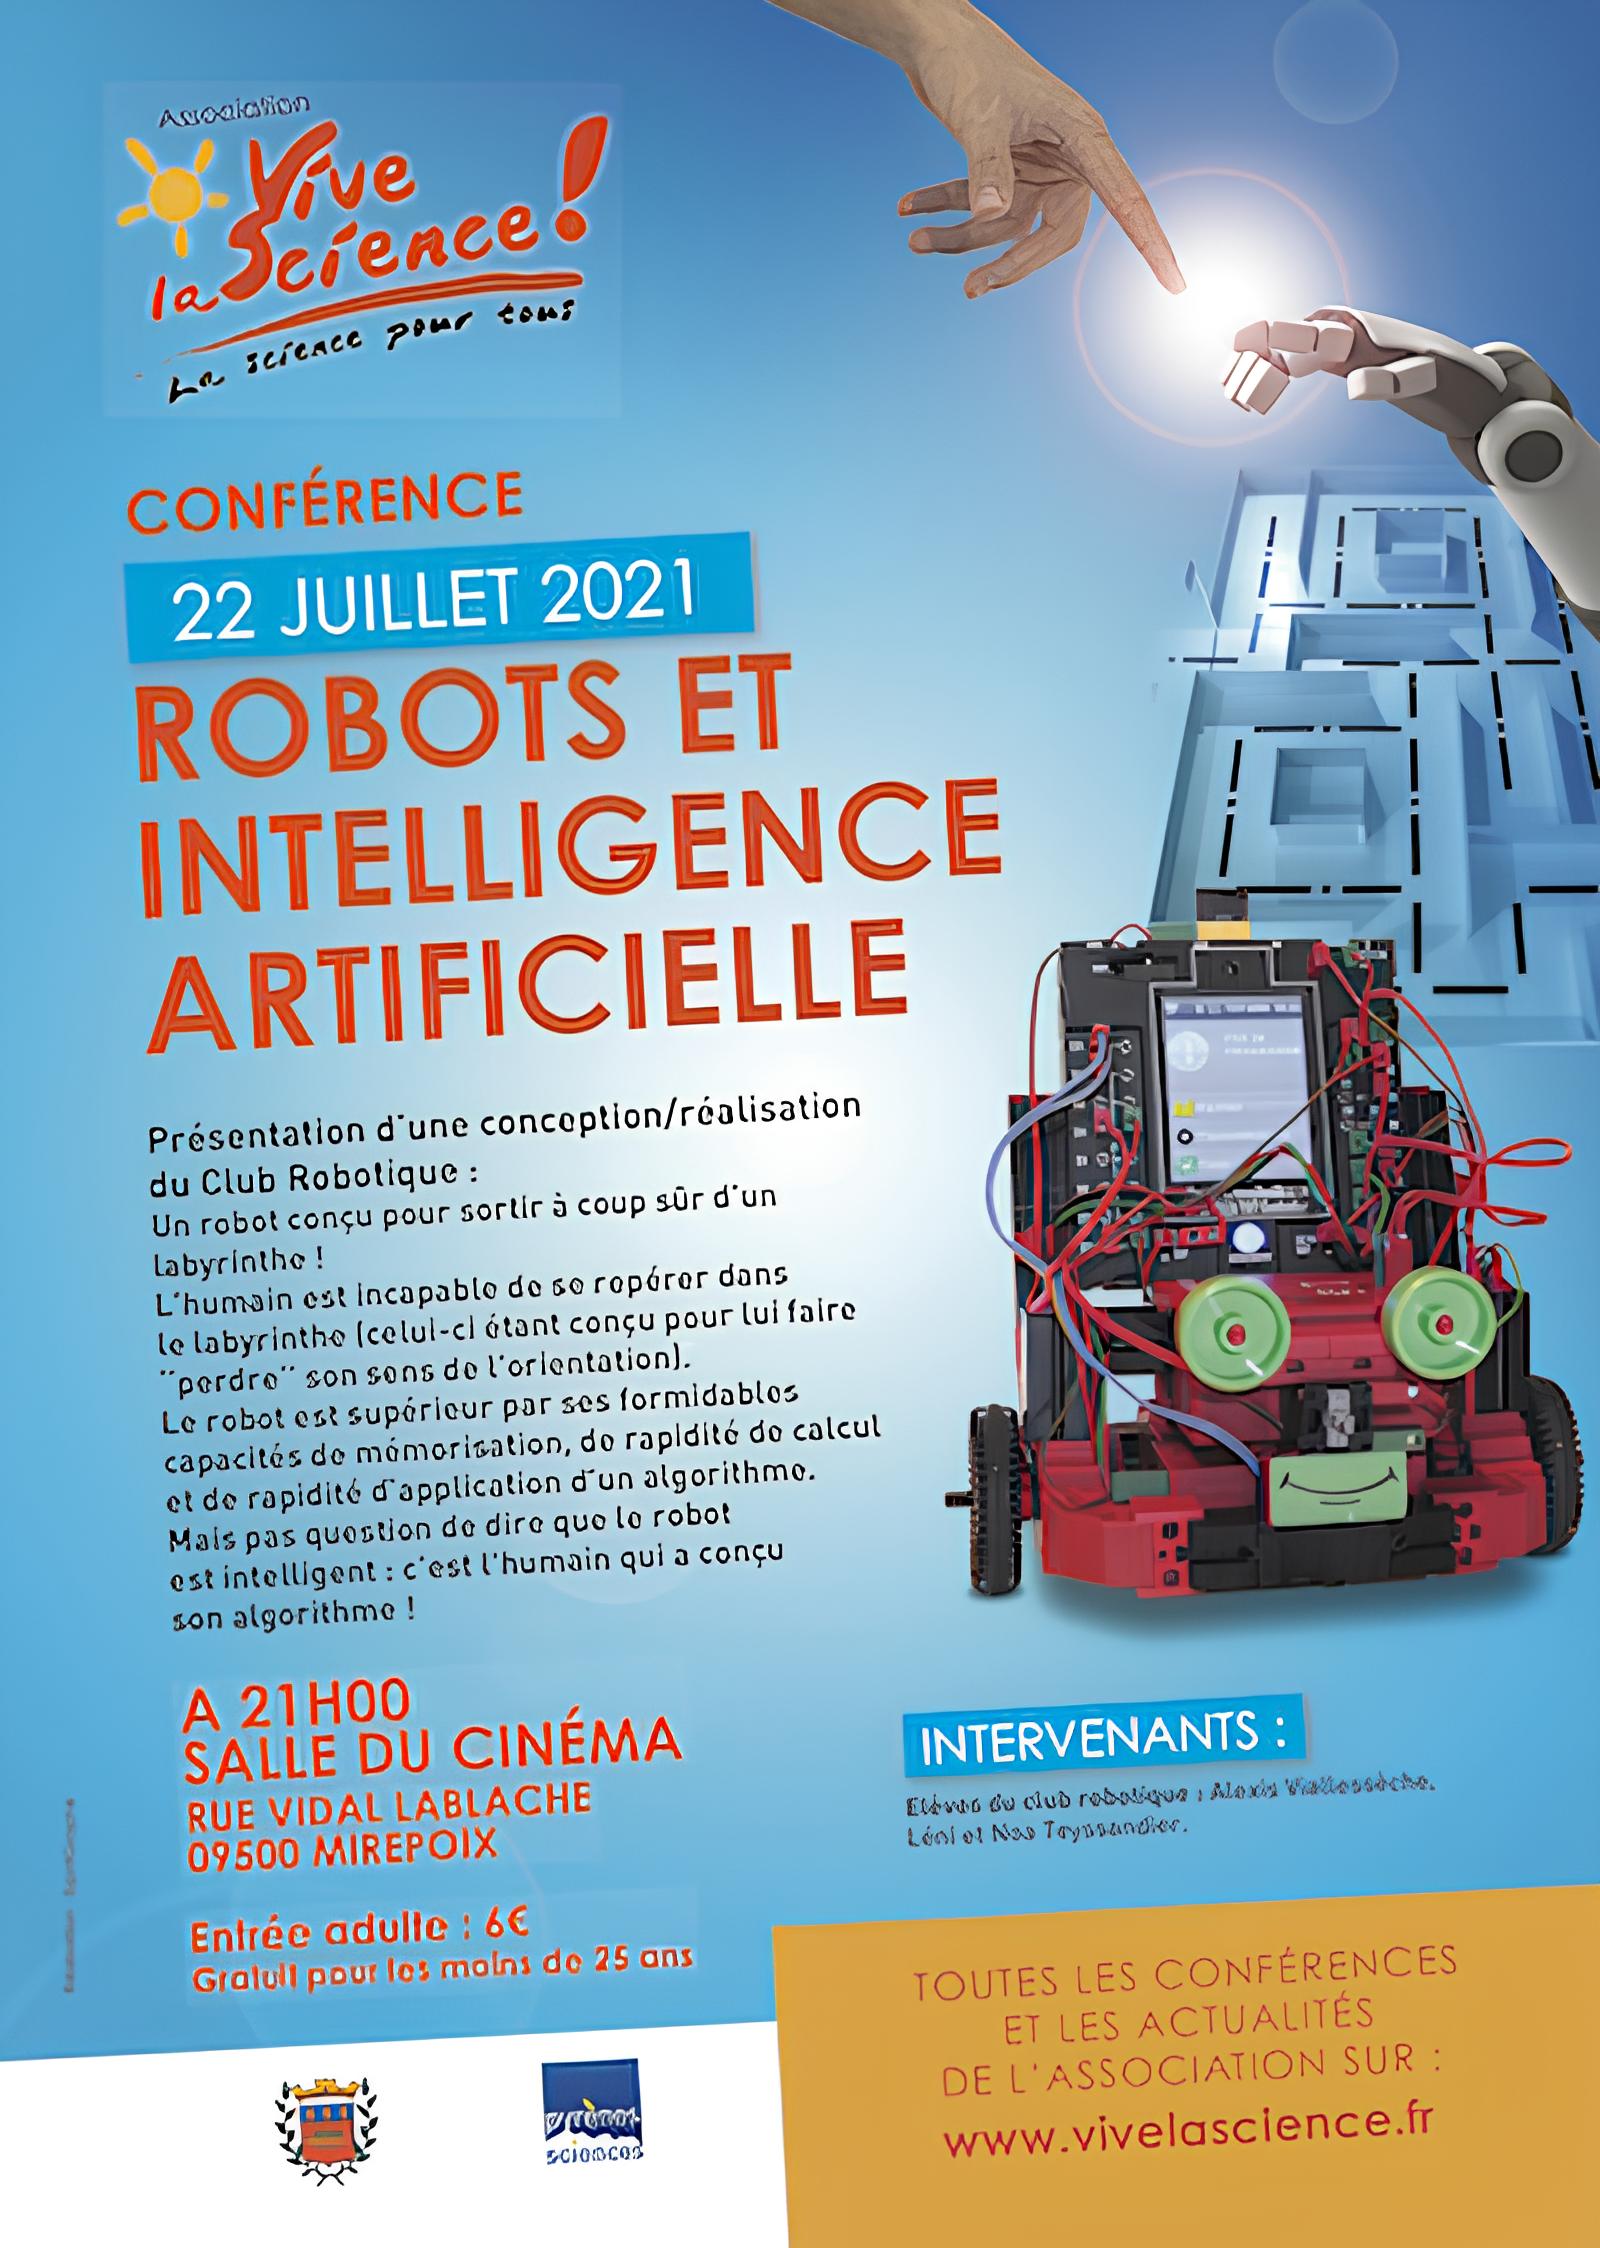 Association
Vive
la Science !
La science pour tous
CONFÉRENCE
22 JUILLET 2021
ROBOTS ET
INTELLIGENCE
ARTIFICIELLE
Présentation d'une conception/réalisation
du Club Robotique :
Un robot conçu pour sortir à coup sûr d'un
labyrinthe !
L'humain est incapable de se repérer dans
le labyrinthe (celui-ci étant conçu pour lui faire
"perdre" son sens de l'orientation).
Le robot est supérieur par ses formidables
capacités de mémorisation, de rapidité de calcul
et de rapidité d'application d'un algorithme.
Mais pas question de dire que le robot
est intelligent : c'est l'humain qui a conçu
son algorithme !
A 21H00
SALLE DU CINÉMA
RUE VIDAL LABLACHE
09500 MIREPOIX
Entrée adulte : 6€
Gratuit pour les moins de 25 ans
INTERVENANTS :
Elèves du club robotique : Alexis
Léni et
TOUTES LES CONFÉRENCES
ET LES ACTUALITÉS
DE L'ASSOCIATION SUR :
www.vivelascience.fr
sciences